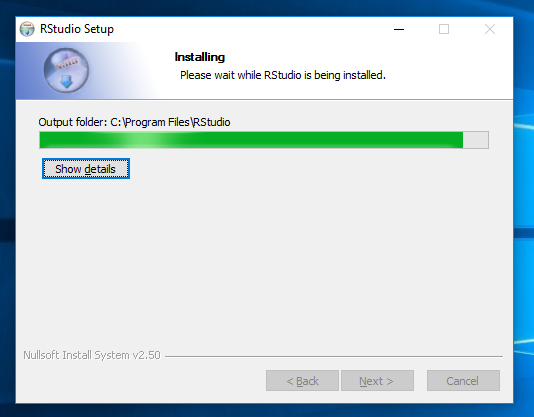 RStudio Setup
Installing
Please wait while RStudio is being installed.
Output folder: C:\Program Files\RStudio
Show details
Nullsoft Install System v2.50
< Back
Next >
Cancel